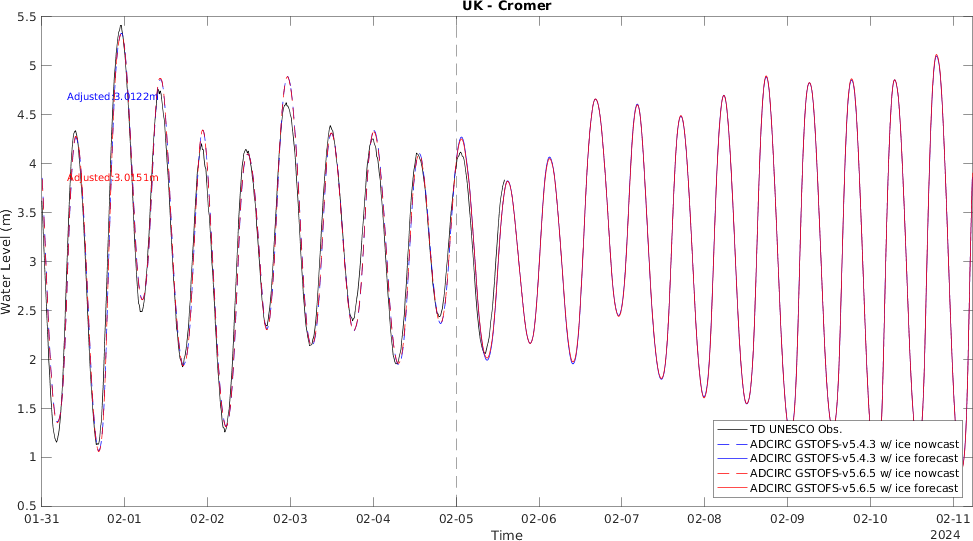 UK - Cromer
5.5
5
4.5
4
3.5
3
2.5
2
1.5
1
0.5
Water Level (m)
Adjusted:3.0122m
Adjusted:3.0151m
TD UNESCO Obs.
ADCIRC GSTOFS-v5.4.3 w/ ice nowcast
ADCIRC GSTOFS-v5.4.3 w/ ice forecast
ADCIRC GSTOFS-v5.6.5 w/ ice nowcast
ADCIRC GSTOFS-v5.6.5 w/ ice forecast
01-31 02-01 02-02 02-03 02-04 02-05 02-06 02-07 02-08 02-09 02-10 02-11
Time
2024